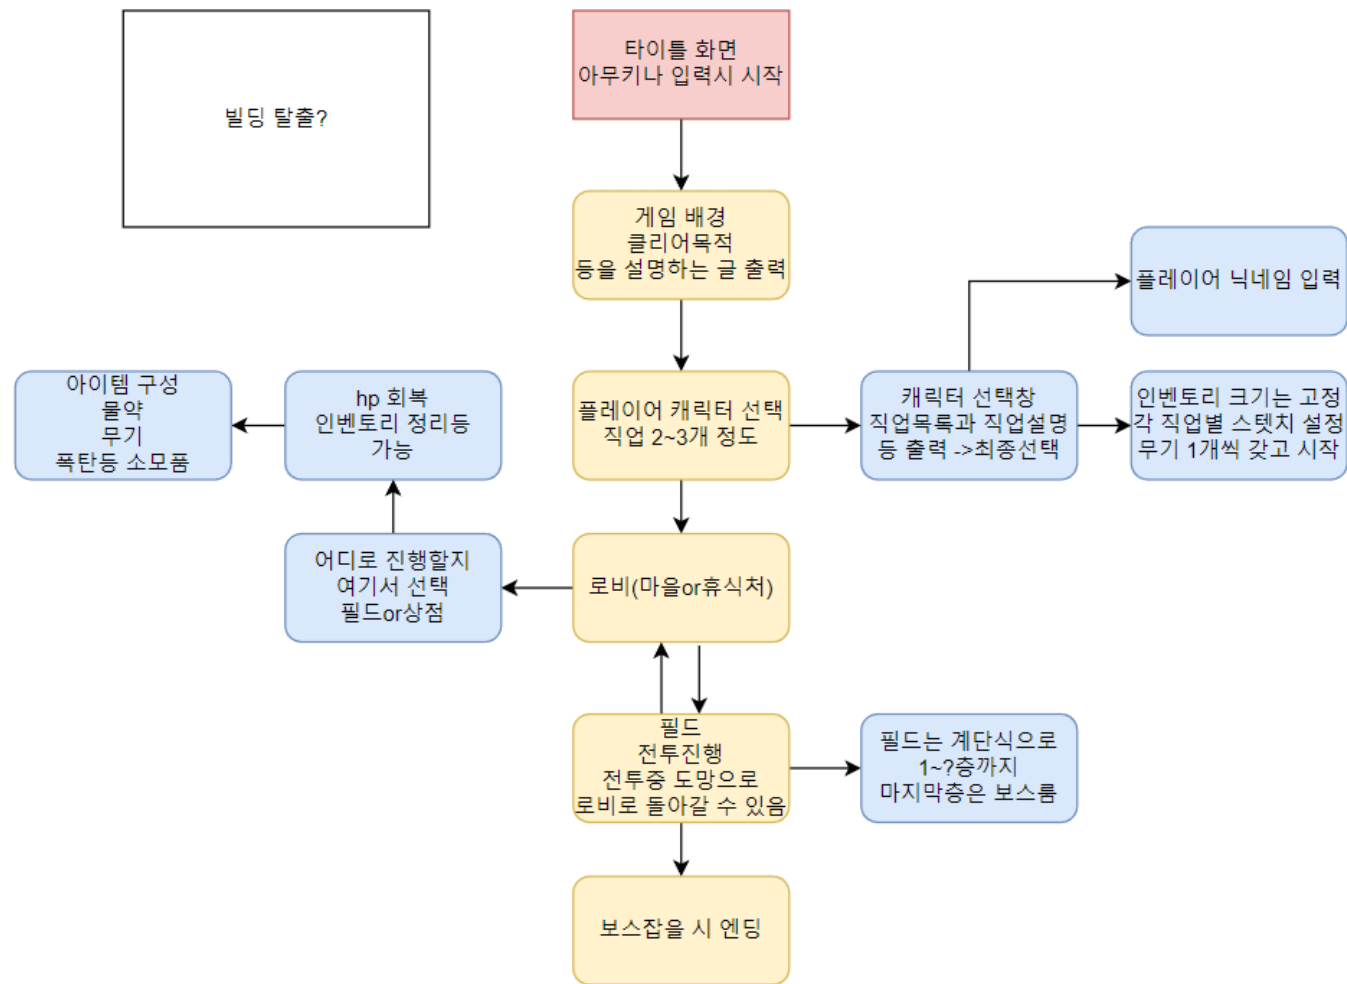 빌딩 탈출?
타이틀 화면
아무키나 입력시 시작
게임 배경
클리어목적
등을 설명하는 글 출력
플레이어 닉네임 입력
아이템 구성
물약
무기
폭탄등 소모품
hp 회복
인벤토리 정리등
가능
플레이어 캐릭터 선택
직업 2~3개 정도
캐릭터 선택창
직업목록과 직업설명
등 출력 ->최종선택
인벤토리 크기는 고정
각 직업별 스텟치 설정
무기 1개씩 갖고 시작
어디로 진행할지
여기서 선택
필드or상점
로비(마을or휴식처)
필드
전투진행
전투중 도망으로
로비로 돌아갈 수 있음
필드는 계단식으로
1~?층까지
마지막층은 보스룸
보스잡을 시 엔딩